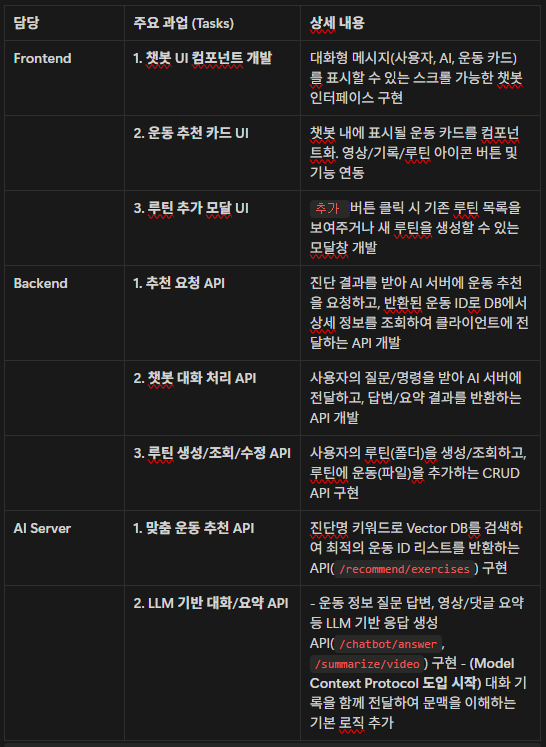 담당 주요 과업 (Tasks) 상세 내용
Frontend 1. 챗봇 UI 컴포넌트 개발 대화형 메시지(사용자, AI, 운동 카드)
를 표시할 수 있는 스크롤 가능한 챗봇
인터페이스 구현
2. 운동 추천 카드 UI 챗봇 내에 표시될 운동 카드를 컴포넌
트화. 영상/기록/루틴 아이콘 버튼 및
기능 연동
3. 루틴 추가 모달 UI 추가 버튼 클릭 시 기존 루틴 목록을
보여주거나 새 루틴을 생성할 수 있는
모달창 개발
Backend 1. 추천 요청 API 진단 결과를 받아 AI 서버에 운동 추천
을 요청하고, 반환된 운동 ID로 DB에서
상세 정보를 조회하여 클라이언트에 전
달하는 API 개발
2. 챗봇 대화 처리 API 사용자의 질문/명령을 받아 AI 서버에
전달하고, 답변/요약 결과를 반환하는
API 개발
3. 루틴 생성/조회/수정 API 사용자의 루틴(폴더)을 생성/조회하고,
루틴에 운동(파일)을 추가하는 CRUD
API 구현
AI Server 1. 맞춤 운동 추천 API 진단명 키워드로 Vector DB를 검색하
여 최적의 운동 ID 리스트를 반환하는
API( /recommend/exercises ) 구현
2. LLM 기반 대화/요약 API - 운동 정보 질문 답변, 영상/댓글 요약
등 LLM 기반 응답 생성
API( /chatbot/answer ,
/summarize/video ) 구현 - (Model
Context Protocol 도입 시작) 대화 기
록을 함께 전달하여 문맥을 이해하는
기본 로직 추가